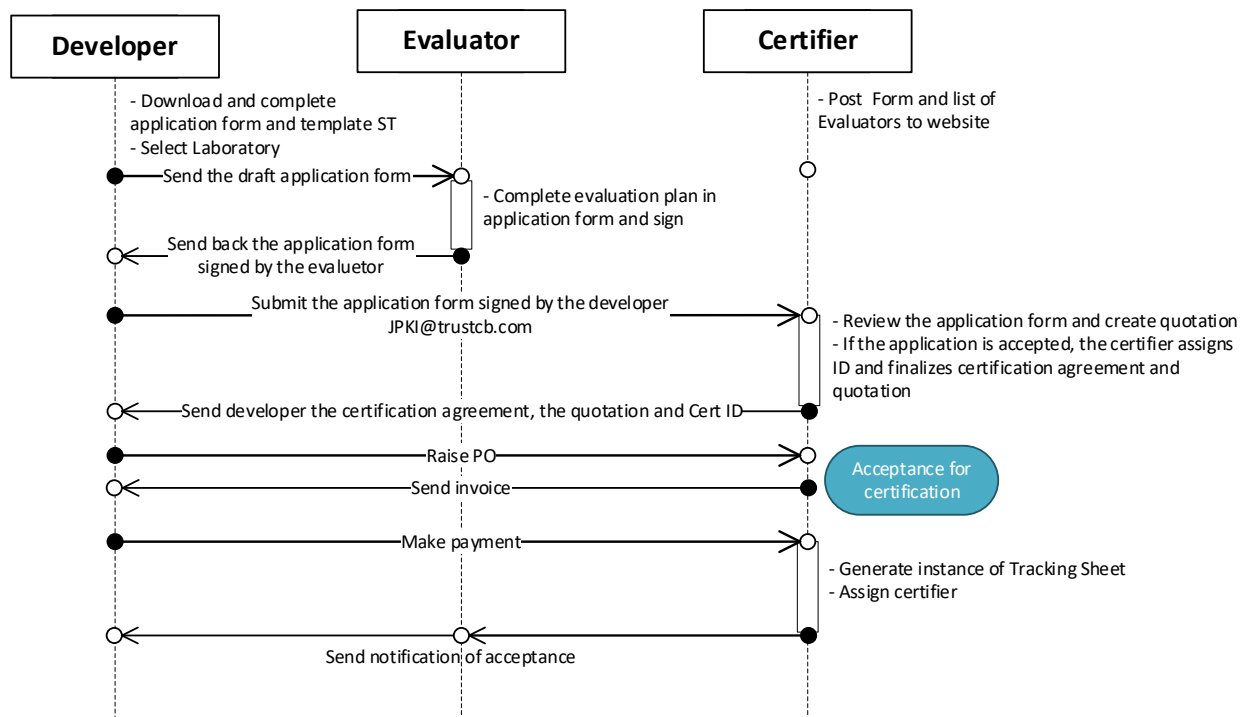 Developer
Evaluator
Certifier
- Download and complete
application form and template ST
- Select Laboratory
- Post Form and list of
Evaluators to website
Send the draft application form
- Complete evaluation plan in
application form and sign
Send back the application form
signed by the evaluetor
Submit the application form signed by the developer
JPKI@trustcb.com
- Review the application form and create quotation
- If the application is accepted, the certifier assigns
ID and finalizes certification agreement and
quotation
Send developer the certification agreement, the quotation and Cert ID
Raise PO
Acceptance for
certification
Send invoice
Make payment
- Generate instance of Tracking Sheet
- Assign certifier
Send notification of acceptance